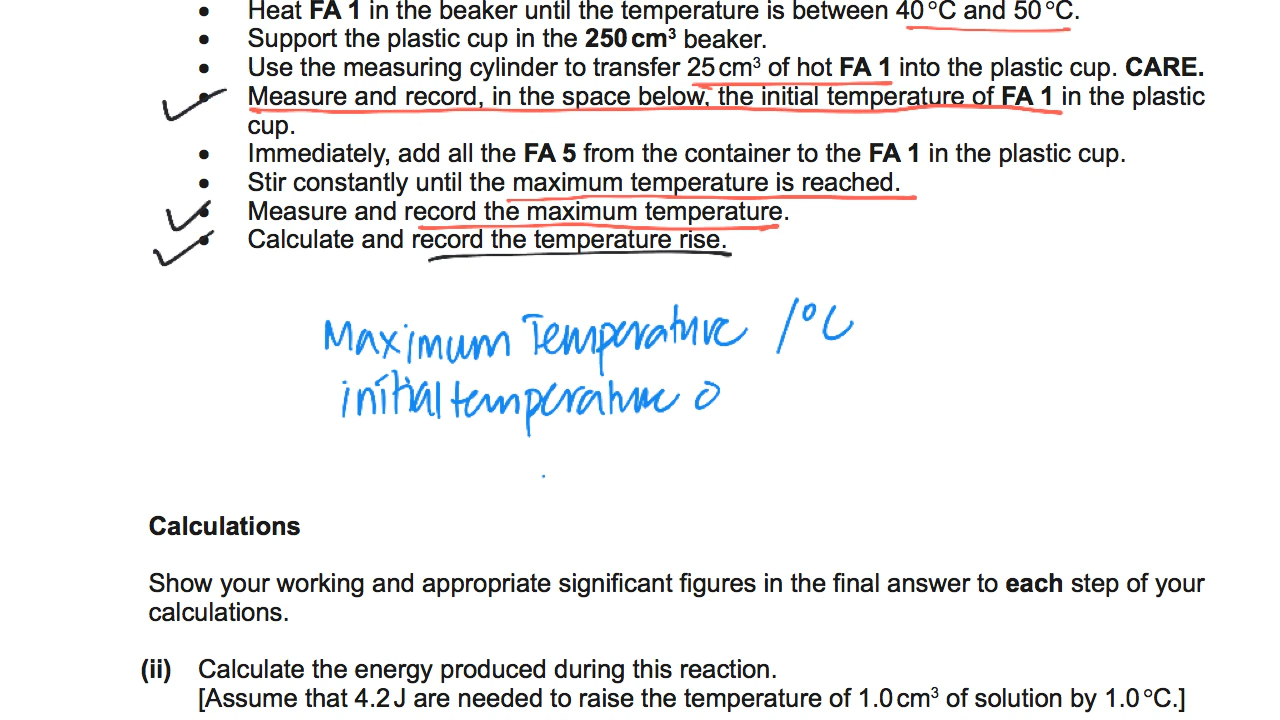 • Heat FA 1 in the beaker until the temperature is between 40 °C and 50 °C.
• Support the plastic cup in the 250 cm³ beaker.
• Use the measuring cylinder to transfer 25 cm³ of hot FA 1 into the plastic cup. CARE.
• Measure and record, in the space below, the initial temperature of FA 1 in the plastic
cup.
• Immediately, add all the FA 5 from the container to the FA 1 in the plastic cup.
• Stir constantly until the maximum temperature is reached.
• Measure and record the maximum temperature.
• Calculate and record the temperature rise.
Maximum Temperature /°C
initial temperature o
Calculations
Show your working and appropriate significant figures in the final answer to each step of your
calculations.
(ii) Calculate the energy produced during this reaction.
[Assume that 4.2 J are needed to raise the temperature of 1.0 cm³ of solution by 1.0 °C.]